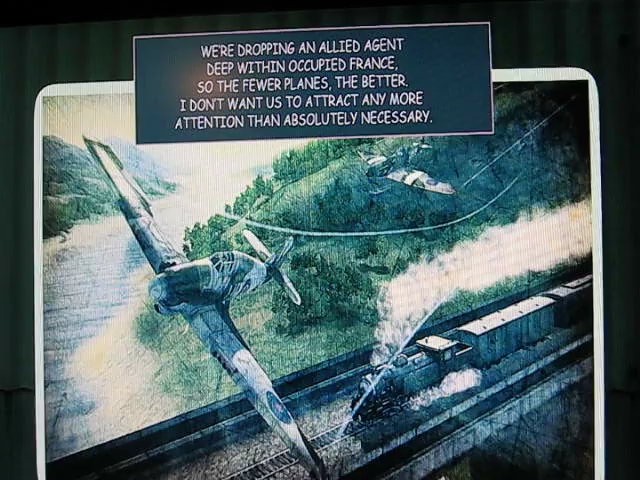 WE'RE DROPPING AN ALLIED AGENT
DEEP WITHIN OCCUPIED FRANCE,
SO THE FEWER PLANES, THE BETTER.
I DON'T WANT US TO ATTRACT ANY MORE
ATTENTION THAN ABSOLUTELY NECESSARY.